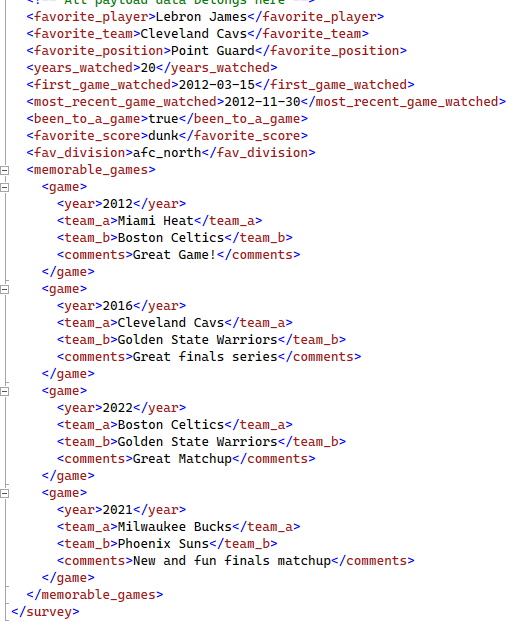 <!-- All payload data belongs here -->
<favorite_player>Lebron James</favorite_player>
<favorite_team>Cleveland Cavs</favorite_team>
<favorite_position>Point Guard</favorite_position>
<years_watched>20</years_watched>
<first_game_watched>2012-03-15</first_game_watched>
<most_recent_game_watched>2012-11-30</most_recent_game_watched>
<been_to_a_game>true</been_to_a_game>
<favorite_score>dunk</favorite_score>
<fav_division>afc_north</fav_division>
<memorable_games>
<game>
<year>2012</year>
<team_a>Miami Heat</team_a>
<team_b>Boston Celtics</team_b>
<comments>Great Game!</comments>
</game>
<game>
<year>2016</year>
<team_a>Cleveland Cavs</team_a>
<team_b>Golden State Warriors</team_b>
<comments>Great finals series</comments>
</game>
<game>
<year>2022</year>
<team_a>Boston Celtics</team_a>
<team_b>Golden State Warriors</team_b>
<comments>Great Matchup</comments>
</game>
<game>
<year>2021</year>
<team_a>Milwaukee Bucks</team_a>
<team_b>Phoenix Suns</team_b>
<comments>New and fun finals matchup</comments>
</game>
</memorable_games>
</survey>